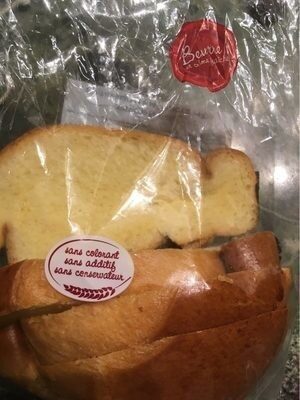 Beurre
sans colorant
sans additif
sans conservateur